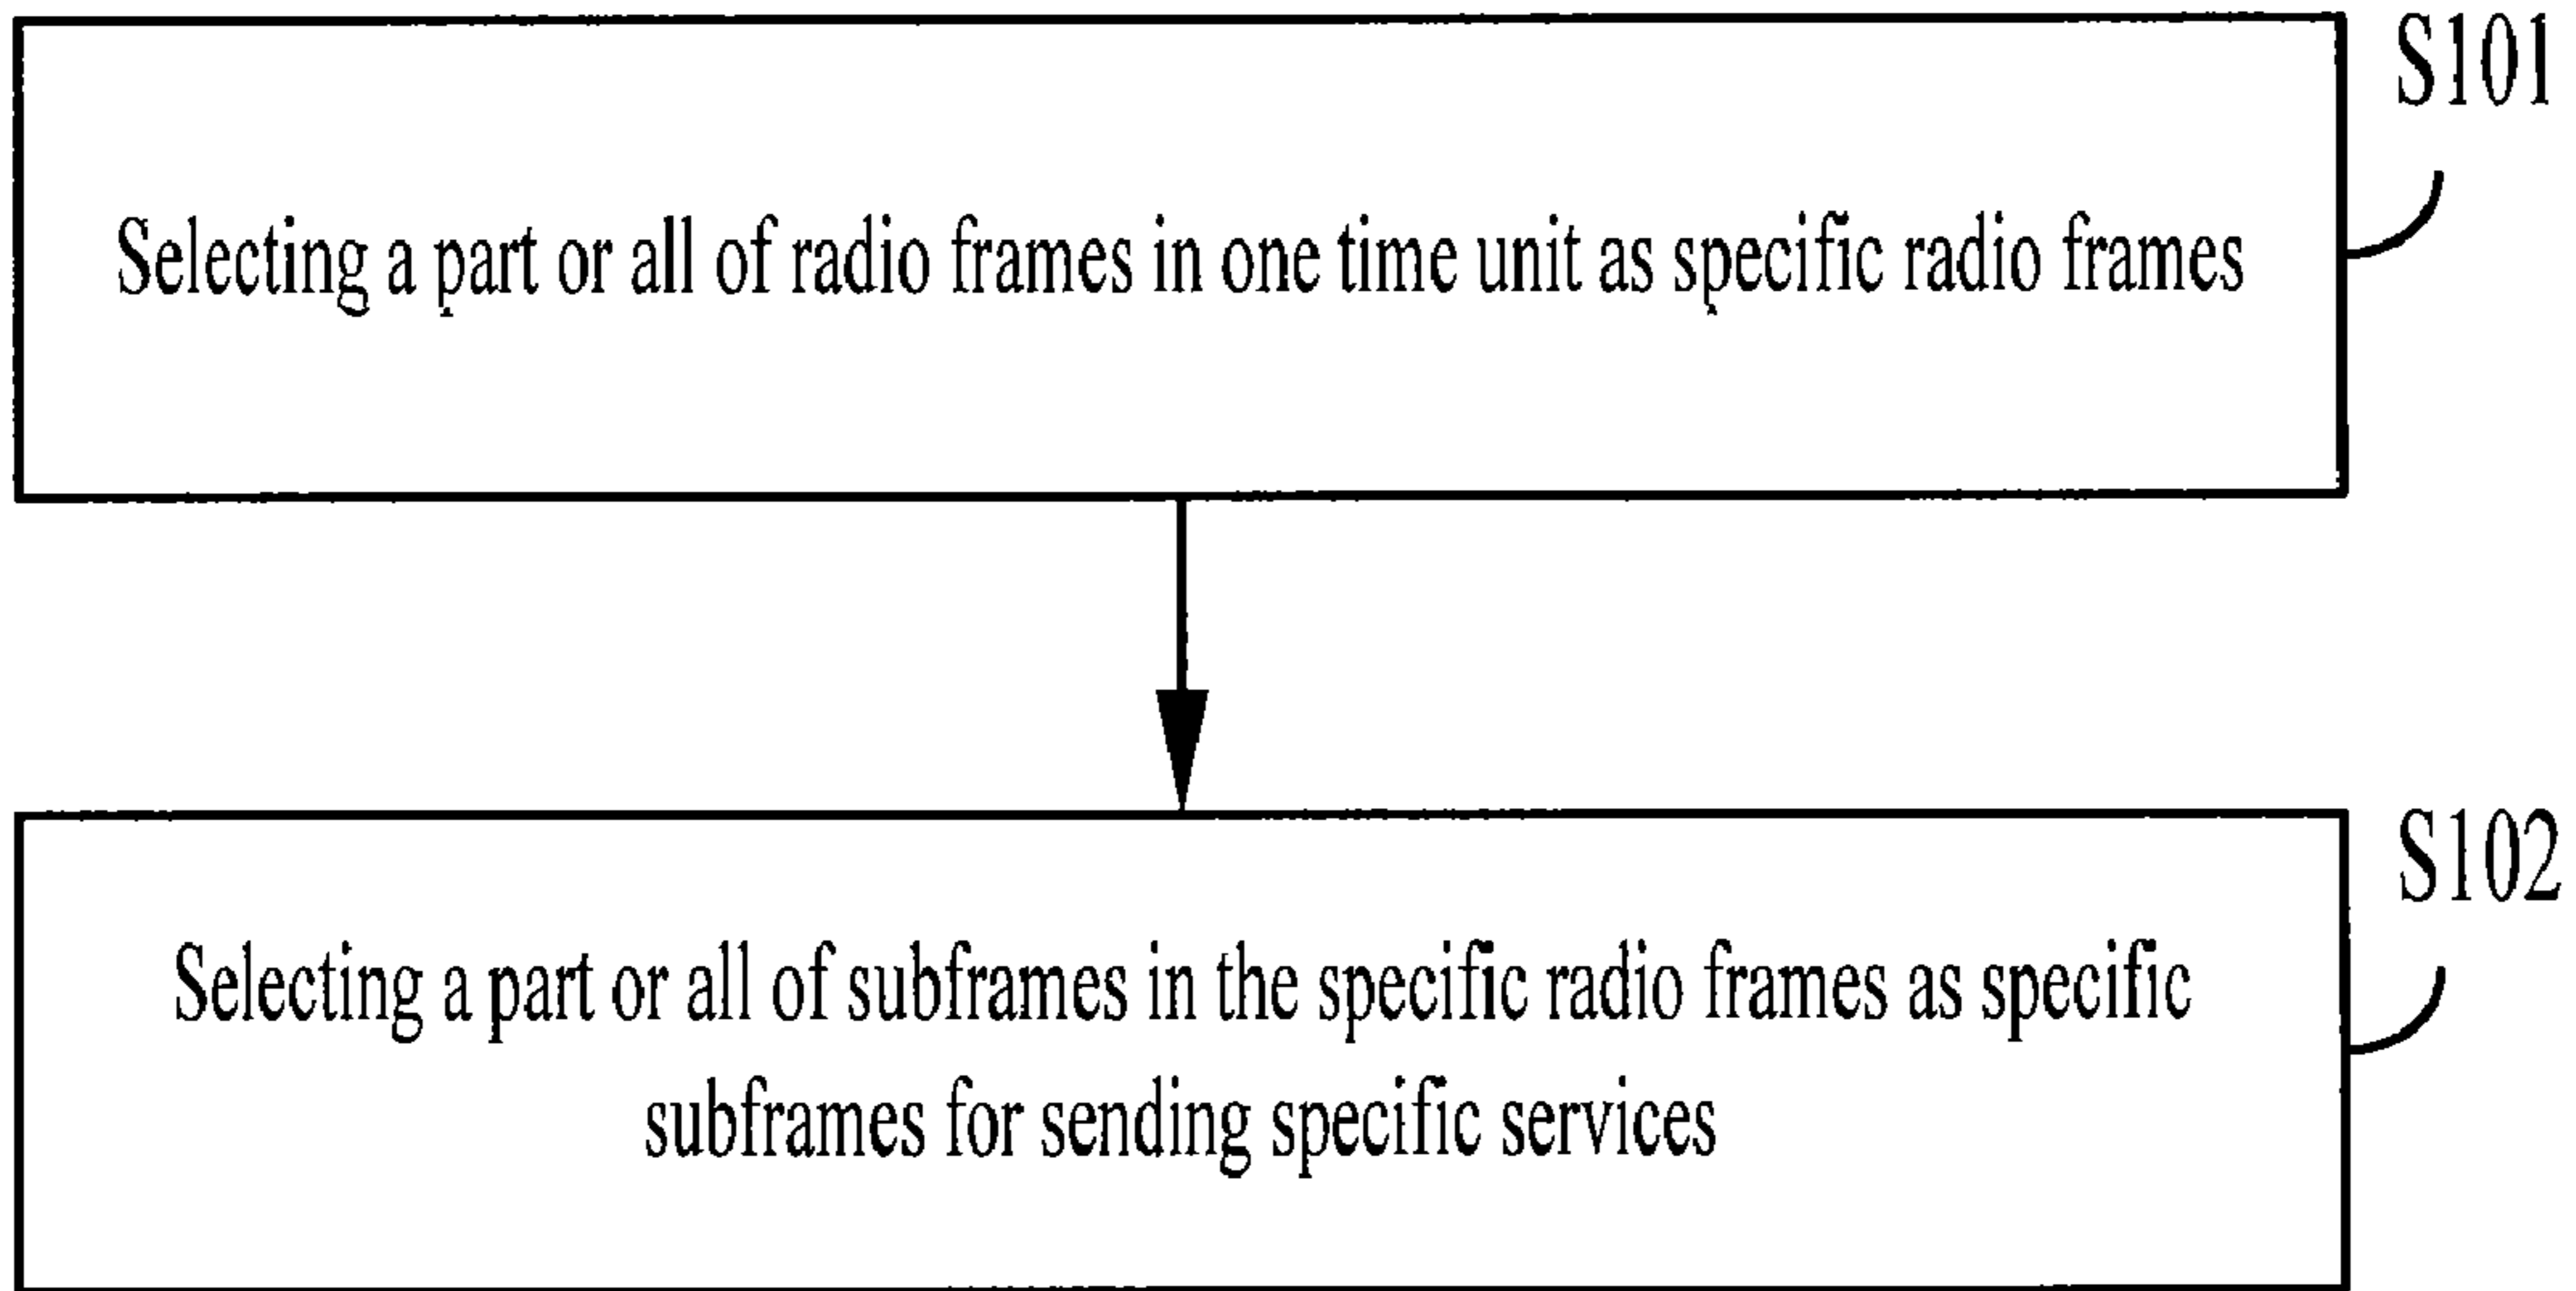 S101
Selecting a part or all of radio frames in one time unit as specific radio frames
S102
Selecting a part or all of subframes in the specific radio frames as specific
subframes for sending specific services